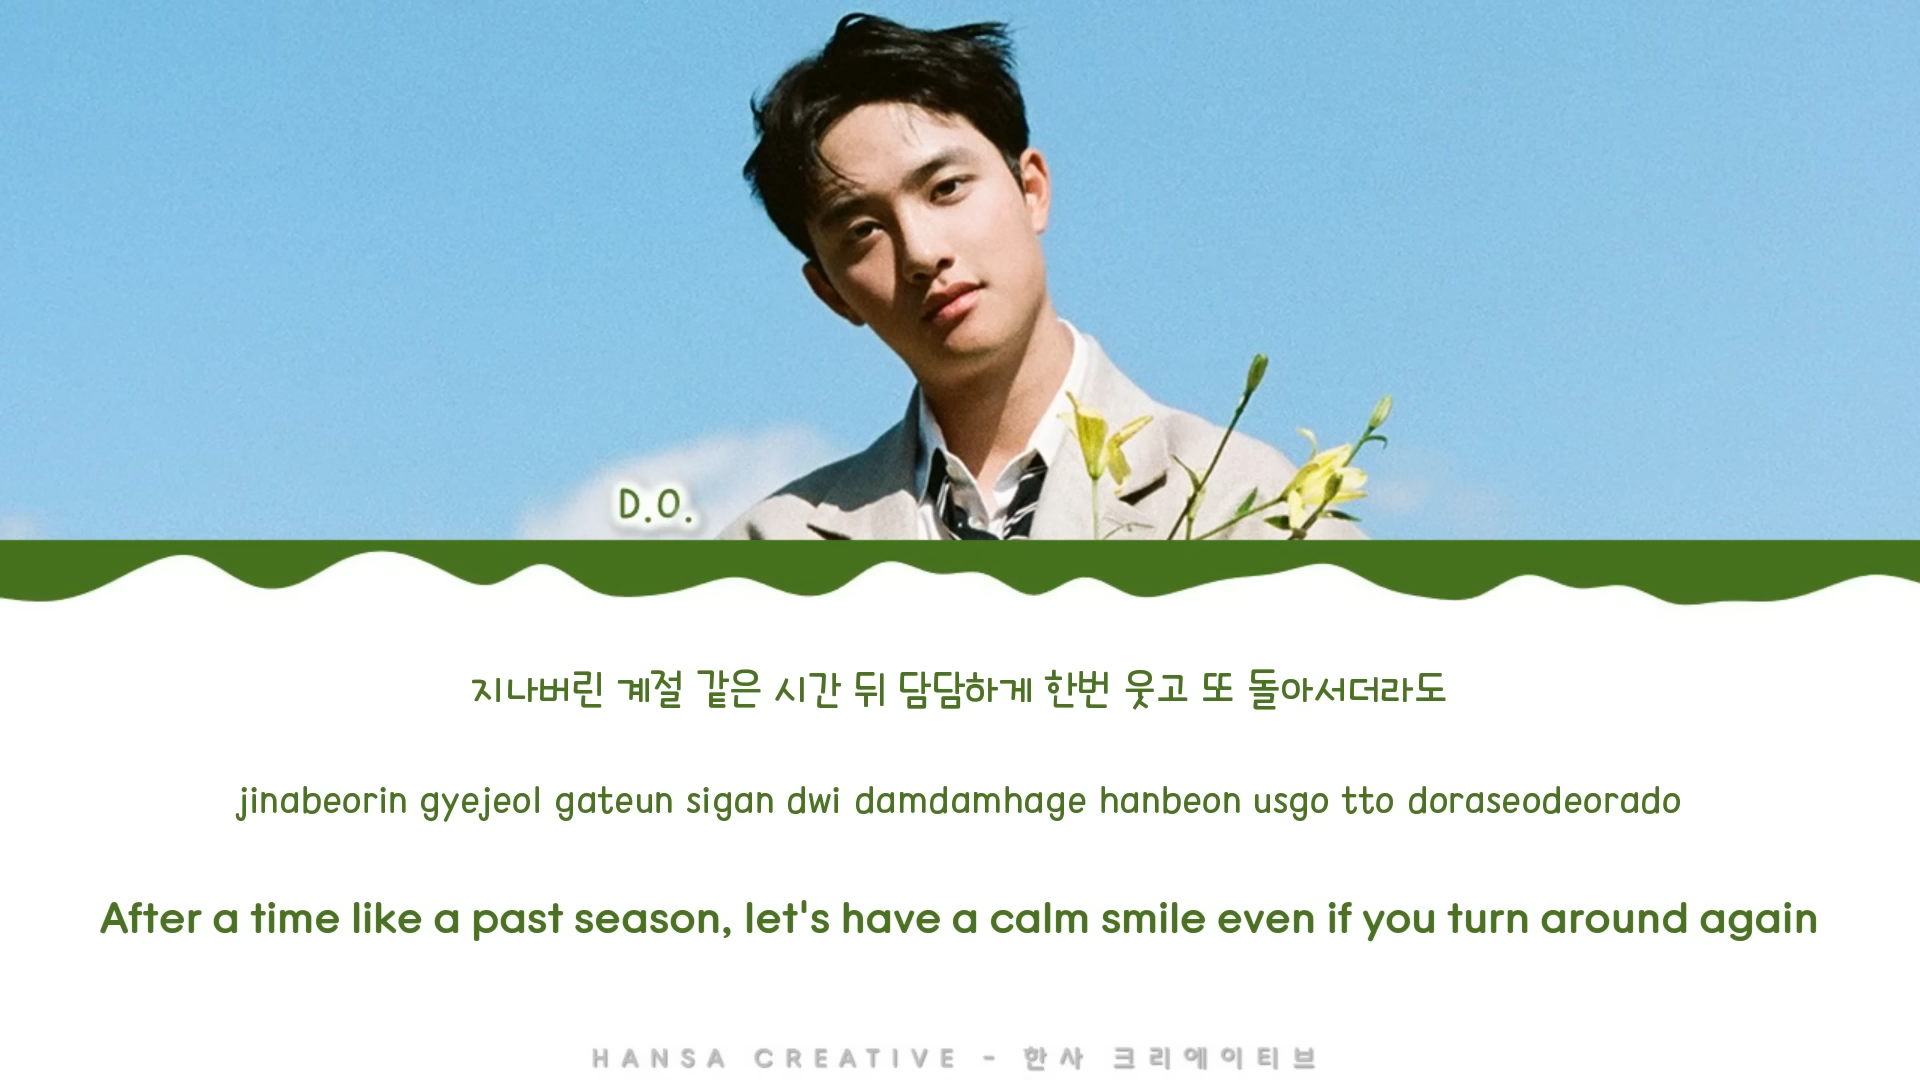 D.O.
지나버린 계절 같은 시간 뒤 담담하게 한번 웃고 또 돌아서더라도
jinabeorin gyejeol gateun sigan dwi damdamhage hanbeon usgo tto doraseodeorado
After a time like a past season, let's have a calm smile even if you turn around again
HANSA CREATIVE - 한사 크리에이티브